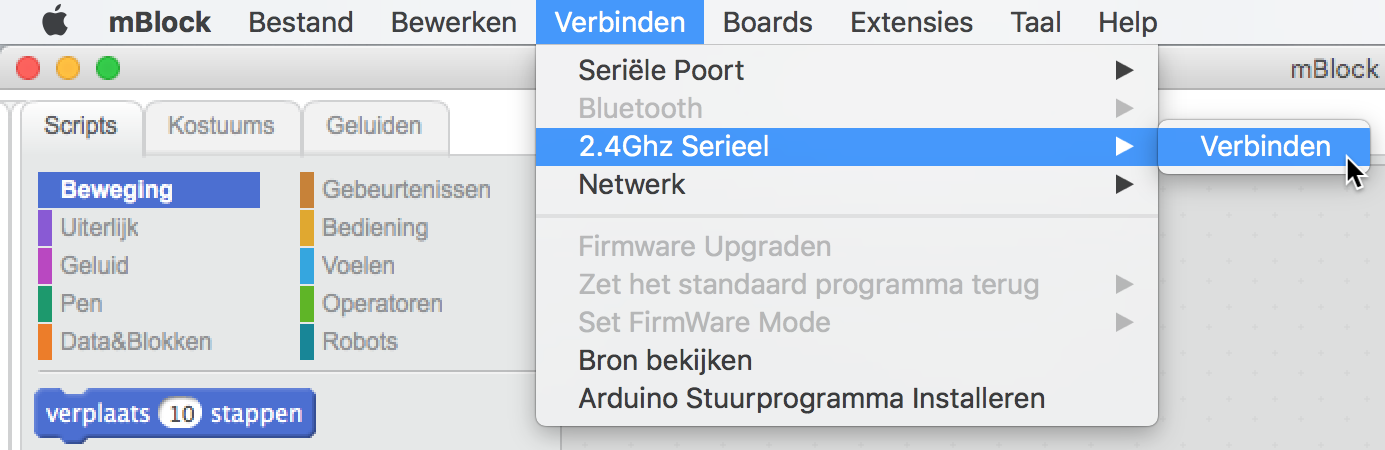 mBlock Bestand Bewerken Verbinden Boards Extensies Taal Help
mBlock
Scripts Kostuums Geluiden
Beweging
Uiterlijk
Geluid
Pen
Data&Blokken
Gebeurtenissen
Bediening
Voelen
Operatoren
Robots
verplaats 10 stappen
Seriële Poort
Bluetooth
2.4Ghz Serieel
Verbinden
Netwerk
Firmware Upgraden
Zet het standaard programma terug
Set FirmWare Mode
Bron bekijken
Arduino Stuurprogramma Installeren